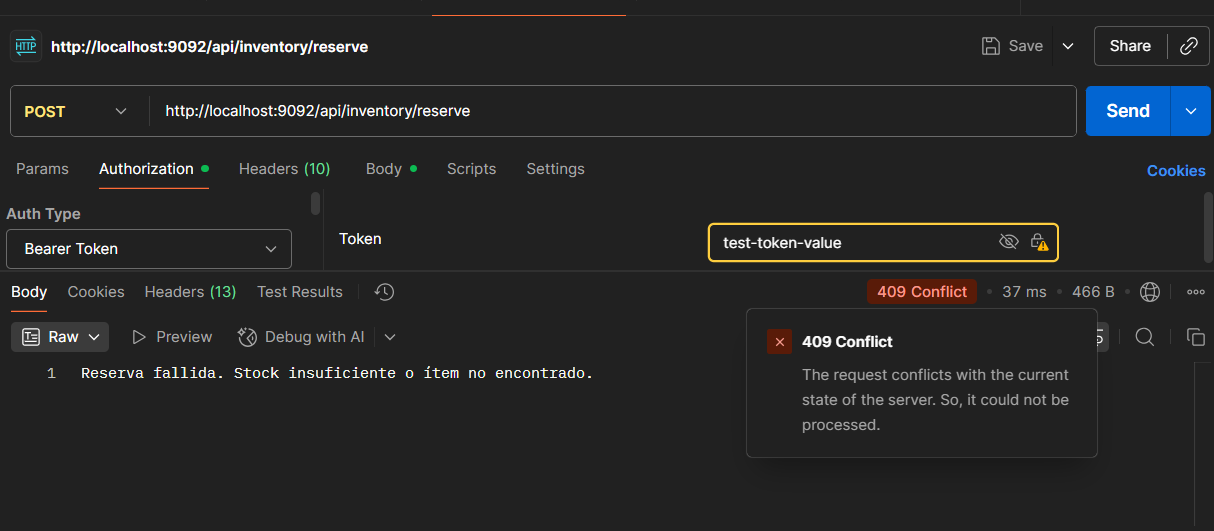 HTTP http://localhost:9092/api/inventory/reserve Save Share
POST http://localhost:9092/api/inventory/reserve Send
Params Authorization Headers (10) Body Scripts Settings Cookies
Auth Type
Bearer Token
Token test-token-value
Body Cookies Headers (13) Test Results 409 Conflict • 37 ms • 466 B •
Raw Preview Debug with AI
1 Reserva fallida. Stock insuficiente o ítem no encontrado.
409 Conflict
The request conflicts with the current
state of the server. So, it could not be
processed.